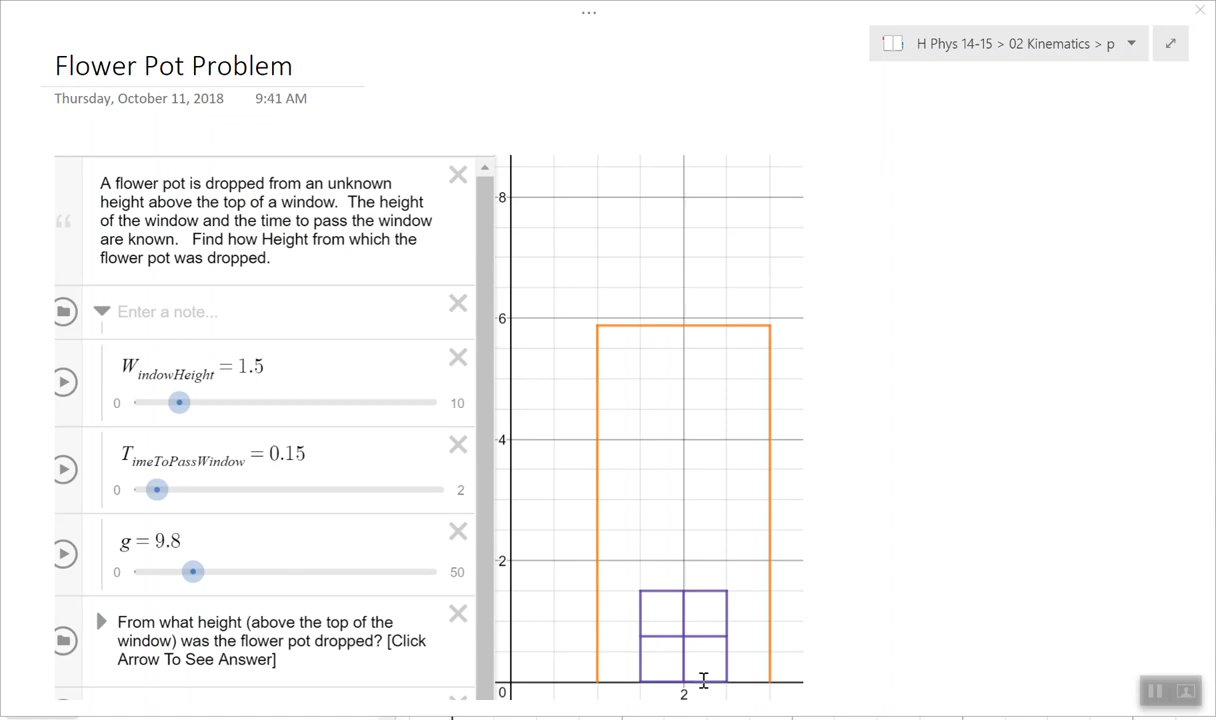 ...
H Phys 14-15 > 02 Kinematics > p
Flower Pot Problem
Thursday, October 11, 2018 9:41 AM
“
A flower pot is dropped from an unknown
height above the top of a window. The height
of the window and the time to pass the window
are known. Find how Height from which the
flower pot was dropped.
Enter a note...
WindowHeight = 1.5
0 10
TimeToPassWindow = 0.15
0 2
g = 9.8
0 50
From what height (above the top of the
window) was the flower pot dropped? [Click
Arrow To See Answer]
8
6
4
2
0
2